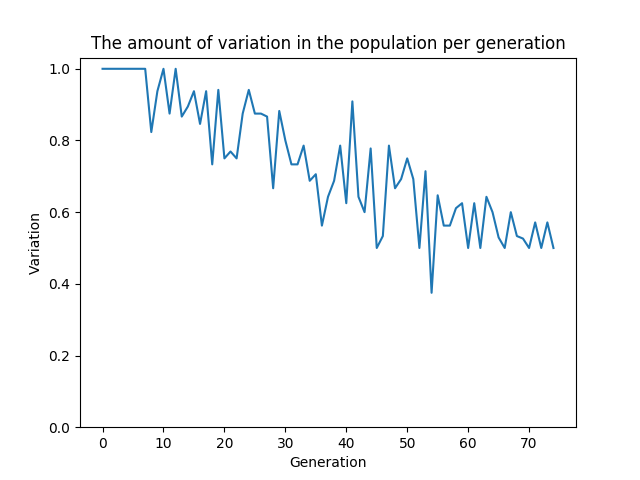 The amount of variation in the population per generation
1.0
0.8
0.6
0.4
0.2
0.0
Variation
0 10 20 30 40 50 60 70
Generation